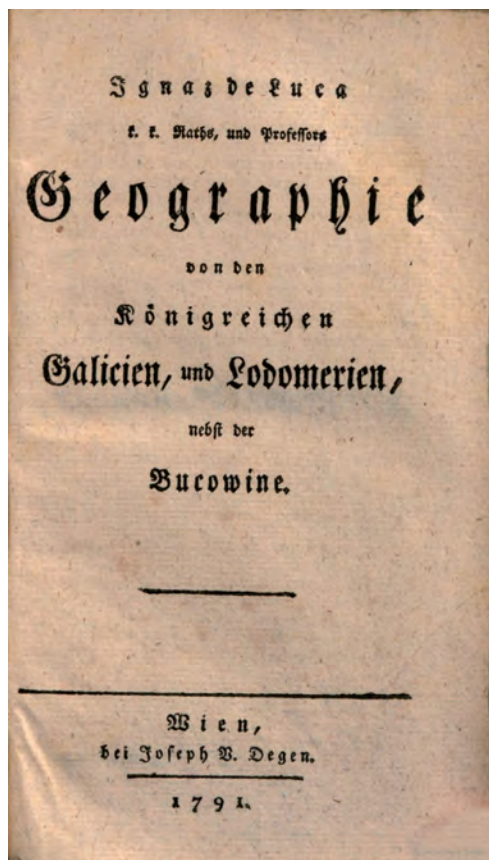 Ignaz de Luca
k. k. Raths, und Professors
Geographie
von den
Königreichen
Galicien, und Lodomerien,
nebst der
Bucowine.
Wien,
bei Joseph V. Degen.
1791.